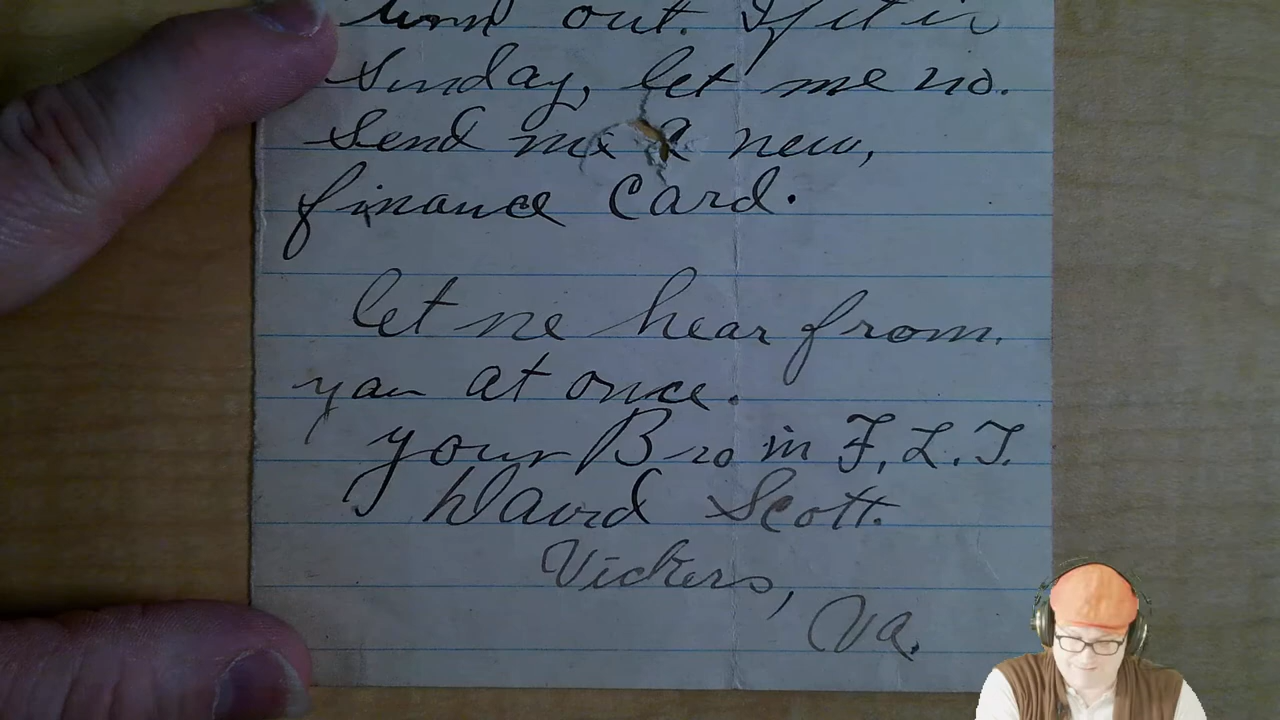 out. If it is
Sunday, let me no.
Send me a new,
finance Card.
let me hear from.
you at once.
your Bro in F. L. T.
David Scott.
Vickers,
Va.